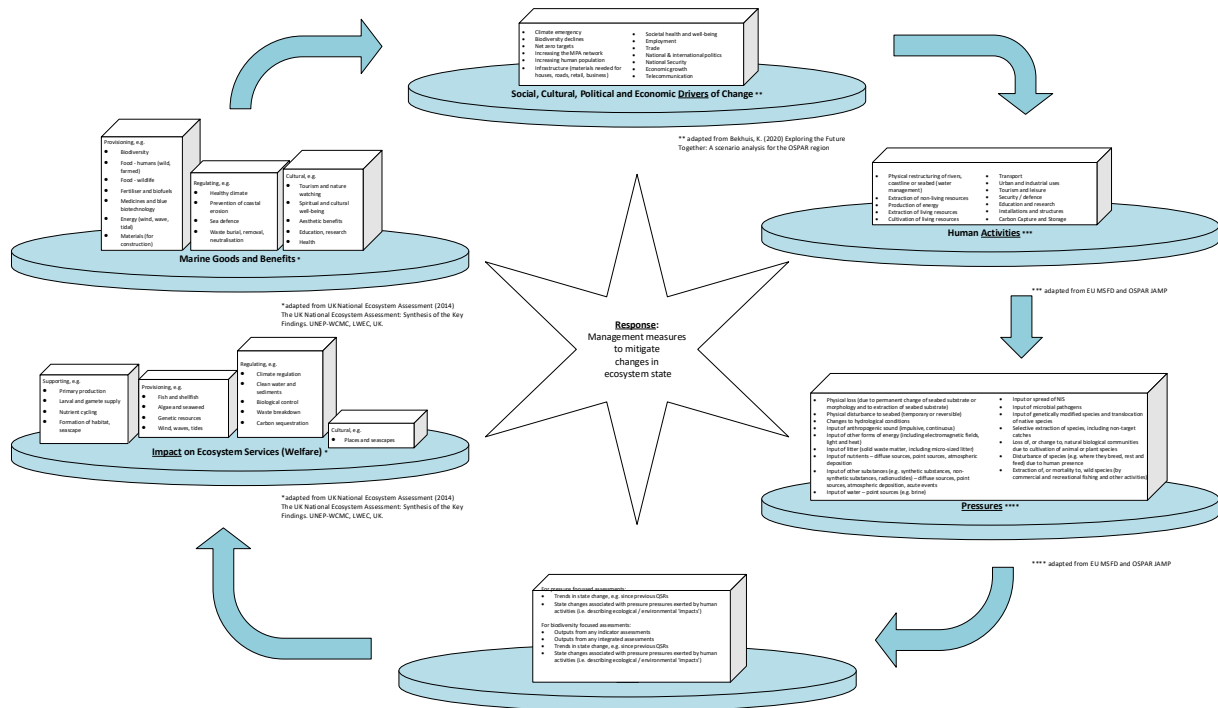 • Climate emergency
• Biodiversity declines
• Net zero targets
• Increasing the MPA network
• Increasing human population
• Infrastructure (materials needed for
houses, roads, retail, business)
• Societal health and well-being
• Employment
• Trade
• National & international politics
• National Security
• Economic growth
• Telecommunication
Social, Cultural, Political and Economic Drivers of Change **
** adapted from Bekhuis, K. (2020) Exploring the Future
Together: A scenario analysis for the OSPAR region
• Physical restructuring of rivers,
coastline or seabed (water
management)
• Extraction of non-living resources
• Production of energy
• Extraction of living resources
• Cultivation of living resources
• Transport
• Urban and industrial uses
• Tourism and leisure
• Security / defence
• Education and research
• Installations and structures
• Carbon Capture and Storage
Human Activities ***
*** adapted from EU MSFD and OSPAR JAMP
• Physical loss (due to permanent change of seabed substrate or
morphology and to extraction of seabed substrate)
• Physical disturbance to seabed (temporary or reversible)
• Changes to hydrological conditions
• Input of anthropogenic sound (impulsive, continuous)
• Input of other forms of energy (including electromagnetic fields,
light and heat)
• Input of litter (solid waste matter, including micro-sized litter)
• Input of nutrients – diffuse sources, point sources, atmospheric
deposition
• Input of other substances (e.g. synthetic substances, non-
synthetic substances, radionuclides) – diffuse sources, point
sources, atmospheric deposition, acute events
• Input of water – point sources (e.g. brine)
• Input or spread of NIS
• Input of microbial pathogens
• Input of genetically modified species and translocation
of native species
• Selective extraction of species, including non-target
catches
• Loss of, or change to, natural biological communities
due to cultivation of animal or plant species
• Disturbance of species (e.g. where they breed, rest and
feed) due to human presence
• Extraction of, or mortality to, wild species (by
commercial and recreational fishing and other activities)
Pressures ****
**** adapted from EU MSFD and OSPAR JAMP
For pressure focused assessments:
• Trends in state change, e.g. since previous QSRs
• State changes associated with pressure pressures exerted by human
activities (i.e. describing ecological / environmental 'impacts')
For biodiversity focused assessments:
• Outputs from any indicator assessments
• Outputs from any integrated assessments
• Trends in state change, e.g. since previous QSRs
• State changes associated with pressure pressures exerted by human
activities (i.e. describing ecological / environmental 'impacts')
Supporting, e.g.
• Primary production
• Larval and gamete supply
• Nutrient cycling
• Formation of habitat,
seascape
Provisioning, e.g.
• Fish and shellfish
• Algae and seaweed
• Genetic resources
• Wind, waves, tides
Regulating, e.g.
• Climate regulation
• Clean water and
sediments
• Biological control
• Waste breakdown
• Carbon sequestration
Cultural, e.g.
• Places and seascapes
Impact on Ecosystem Services (Welfare) *
*adapted from UK National Ecosystem Assessment (2014)
The UK National Ecosystem Assessment: Synthesis of the Key
Findings. UNEP-WCMC, LWEC, UK.
Provisioning, e.g.
• Biodiversity
• Food - humans (wild,
farmed)
• Food - wildlife
• Fertiliser and biofuels
• Medicines and blue
biotechnology
• Energy (wind, wave,
tidal)
• Materials (for
construction)
Regulating, e.g.
• Healthy climate
• Prevention of coastal
erosion
• Sea defence
• Waste burial, removal,
neutralisation
Cultural, e.g.
• Tourism and nature
watching
• Spiritual and cultural
well-being
• Aesthetic benefits
• Education, research
• Health
Marine Goods and Benefits *
*adapted from UK National Ecosystem Assessment (2014)
The UK National Ecosystem Assessment: Synthesis of the Key
Findings. UNEP-WCMC, LWEC, UK.
Response:
Management measures
to mitigate
changes in
ecosystem state